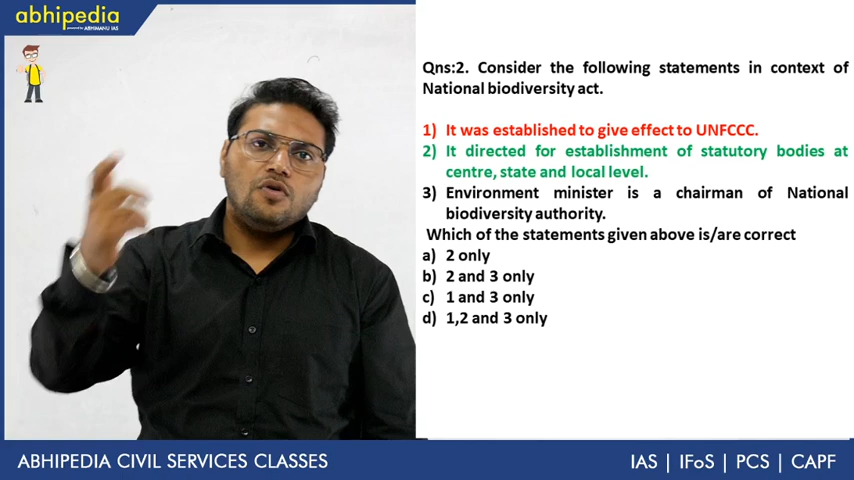 abhipedia
powered by ABHIMANU IAS
Qns:2. Consider the following statements in context of
National biodiversity act.
1) It was established to give effect to UNFCCC.
2) It directed for establishment of statutory bodies at
centre, state and local level.
3) Environment minister is a chairman of National
biodiversity authority.
Which of the statements given above is/are correct
a) 2 only
b) 2 and 3 only
c) 1 and 3 only
d) 1,2 and 3 only
ABHIPEDIA CIVIL SERVICES CLASSES
IAS | IFoS | PCS | CAPF